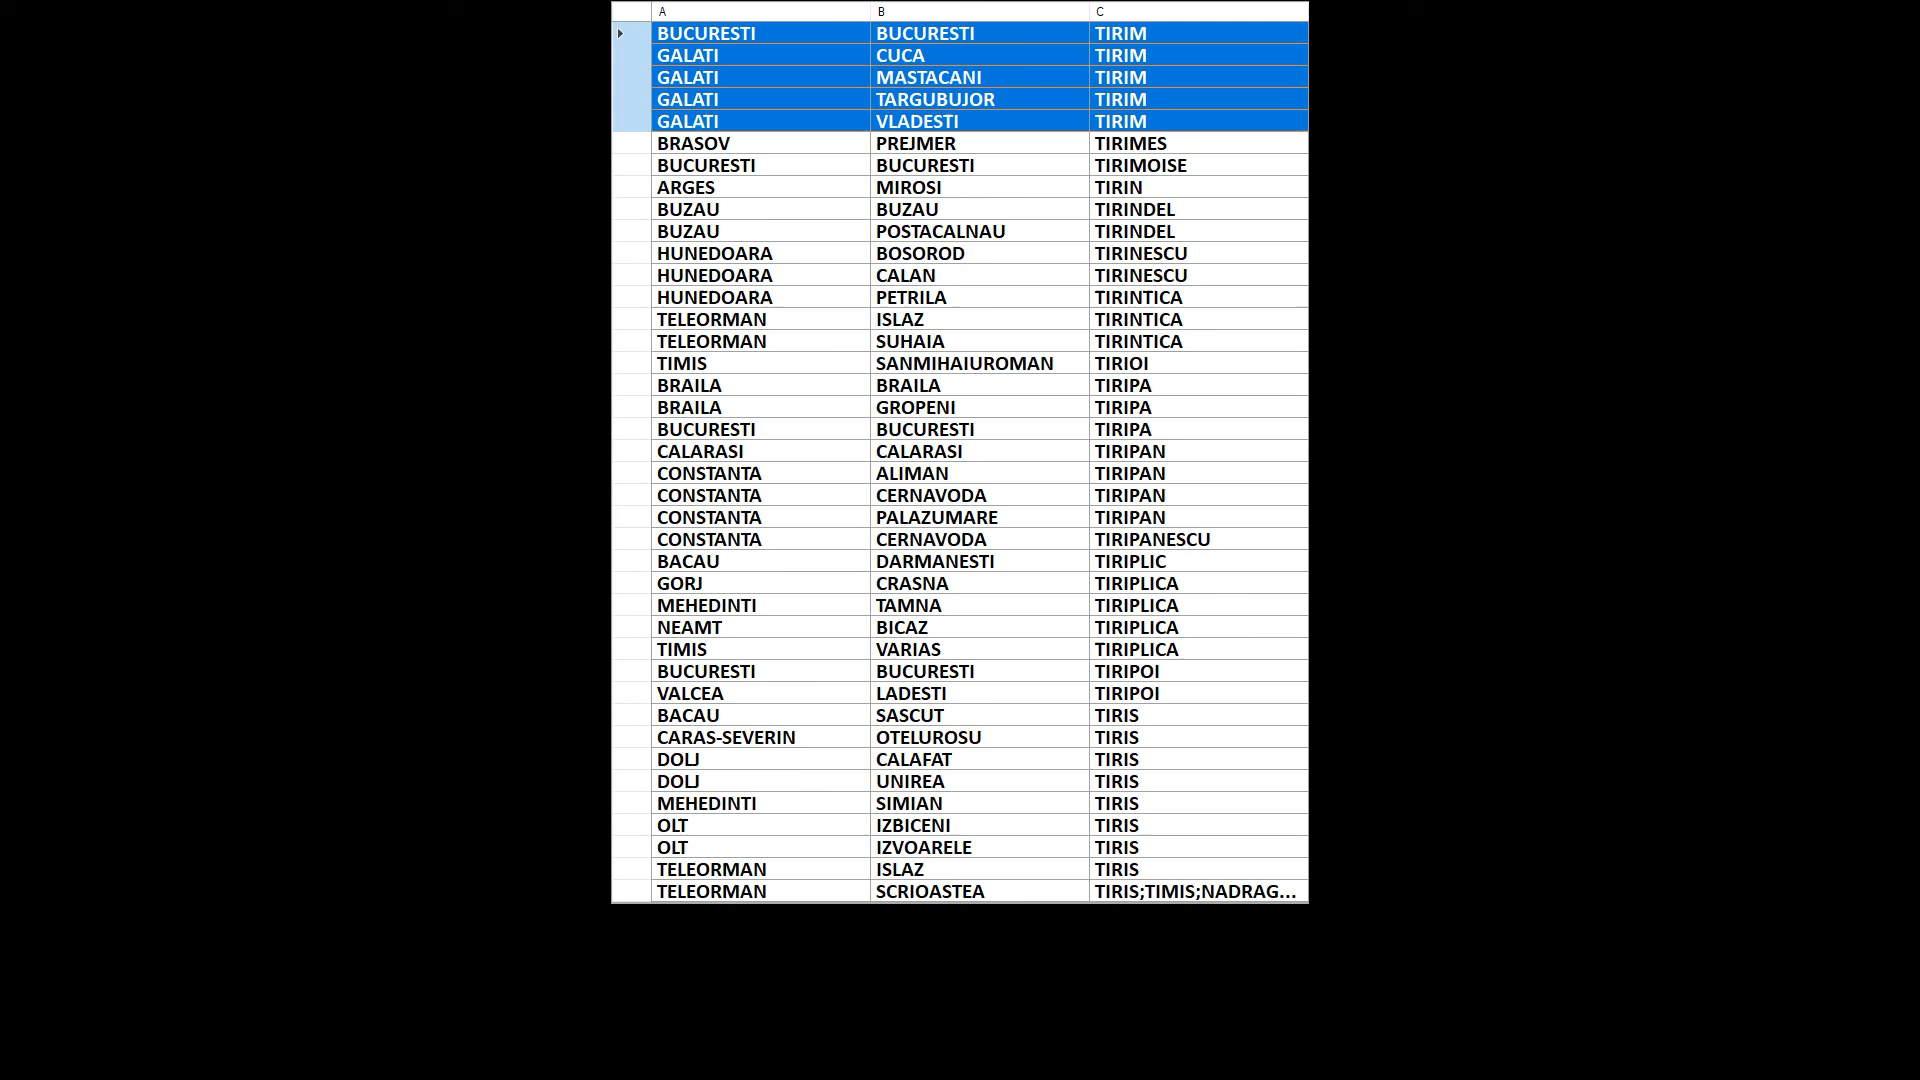 A B C
BUCURESTI BUCURESTI TIRIM
GALATI CUCA TIRIM
GALATI MASTACANI TIRIM
GALATI TARGUBUJOR TIRIM
GALATI VLADESTI TIRIM
BRASOV PREJMER TIRIMES
BUCURESTI BUCURESTI TIRIMOISE
ARGES MIROSI TIRIN
BUZAU BUZAU TIRINDEL
BUZAU POSTACALNAU TIRINDEL
HUNEDOARA BOSOROD TIRINESCU
HUNEDOARA CALAN TIRINESCU
HUNEDOARA PETRILA TIRINTICA
TELEORMAN ISLAZ TIRINTICA
TELEORMAN SUHAIA TIRINTICA
TIMIS SANMIHAIUROMAN TIRIOI
BRAILA BRAILA TIRIPA
BRAILA GROPENI TIRIPA
BUCURESTI BUCURESTI TIRIPA
CALARASI CALARASI TIRIPAN
CONSTANTA ALIMAN TIRIPAN
CONSTANTA CERNAVODA TIRIPAN
CONSTANTA PALAZUMARE TIRIPAN
CONSTANTA CERNAVODA TIRIPANESCU
BACAU DARMANESTI TIRIPLIC
GORJ CRASNA TIRIPLICA
MEHEDINTI TAMNA TIRIPLICA
NEAMT BICAZ TIRIPLICA
TIMIS VARIAS TIRIPLICA
BUCURESTI BUCURESTI TIRIPOI
VALCEA LADESTI TIRIPOI
BACAU SASCUT TIRIS
CARAS-SEVERIN OTELUROSU TIRIS
DOLJ CALAFAT TIRIS
DOLJ UNIREA TIRIS
MEHEDINTI SIMIAN TIRIS
OLT IZBICENI TIRIS
OLT IZVOARELE TIRIS
TELEORMAN ISLAZ TIRIS
TELEORMAN SCRIOASTEA TIRIS;TIMIS;NADRAG...